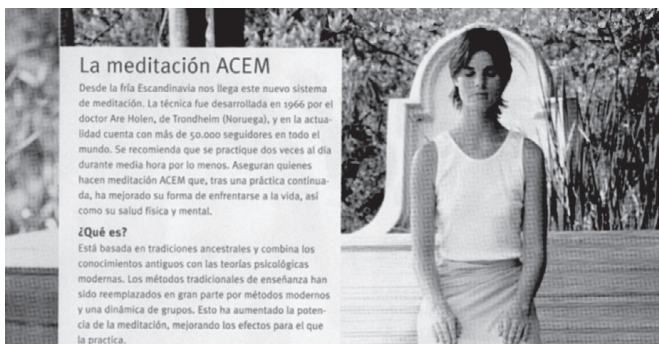 La meditación ACEM
Desde la fría Escandinavia nos llega este nuevo sistema
de meditación. La técnica fue desarrollada en 1966 por el
doctor Are Holen, de Trondheim (Noruega), y en la actua-
lidad cuenta con más de 50.000 seguidores en todo el
mundo. Se recomienda que se practique dos veces al día
durante media hora por lo menos. Aseguran quienes
hacen meditación ACEM que, tras una práctica continua-
da, ha mejorado su forma de enfrentarse a la vida, así
como su salud física y mental.
¿Qué es?
Está basada en tradiciones ancestrales y combina los
conocimientos antiguos con las teorías psicológicas
modernas. Los métodos tradicionales de enseñanza han
sido reemplazados en gran parte por métodos modernos
y una dinámica de grupos. Esto ha aumentado la poten-
cia de la meditación, mejorando los efectos para el que
la practica.